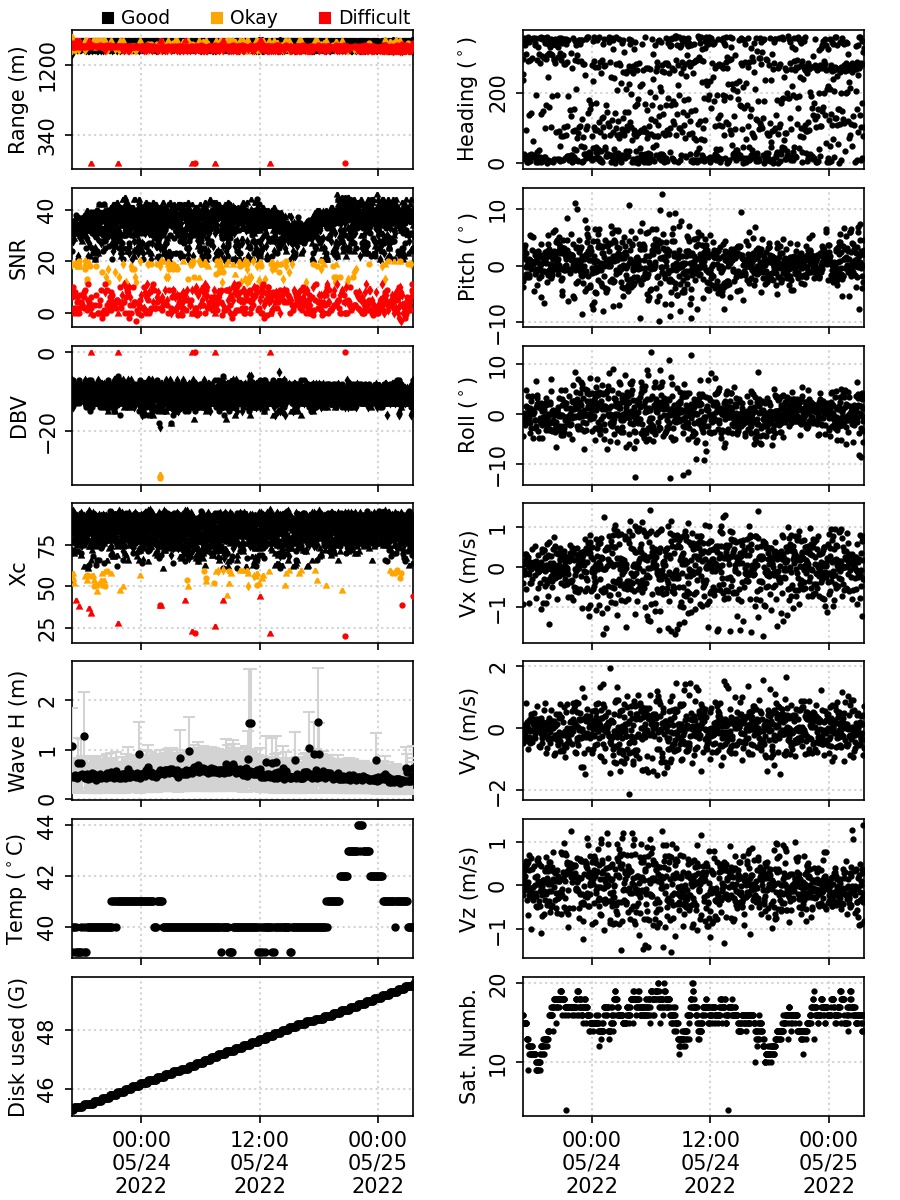 Good Okay Difficult
Range (m)
1200
340
Heading (°)
200
0
SNR
40
20
0
Pitch (°)
10
0
−10
DBV
0
−20
Roll (°)
10
0
−10
Xc
75
50
25
Vx (m/s)
1
0
−1
Wave H (m)
2
1
0
Vy (m/s)
2
0
−2
Temp (°C)
44
42
40
Vz (m/s)
1
0
−1
Disk used (G)
48
46
Sat. Numb.
20
10
00:00 12:00 00:00 00:00 12:00 00:00
05/24 05/24 05/25 05/24 05/24 05/25
2022 2022 2022 2022 2022 2022